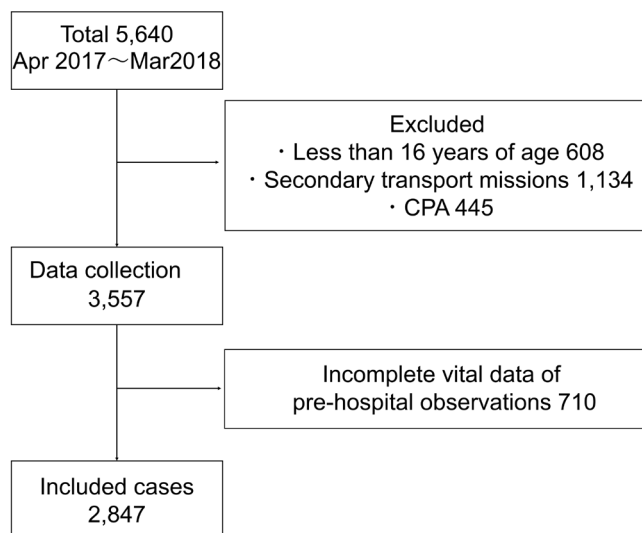 Total 5,640
Apr 2017～Mar2018
Excluded
・Less than 16 years of age 608
・Secondary transport missions 1,134
・CPA 445
Data collection
3,557
Incomplete vital data of
pre-hospital observations 710
Included cases
2,847